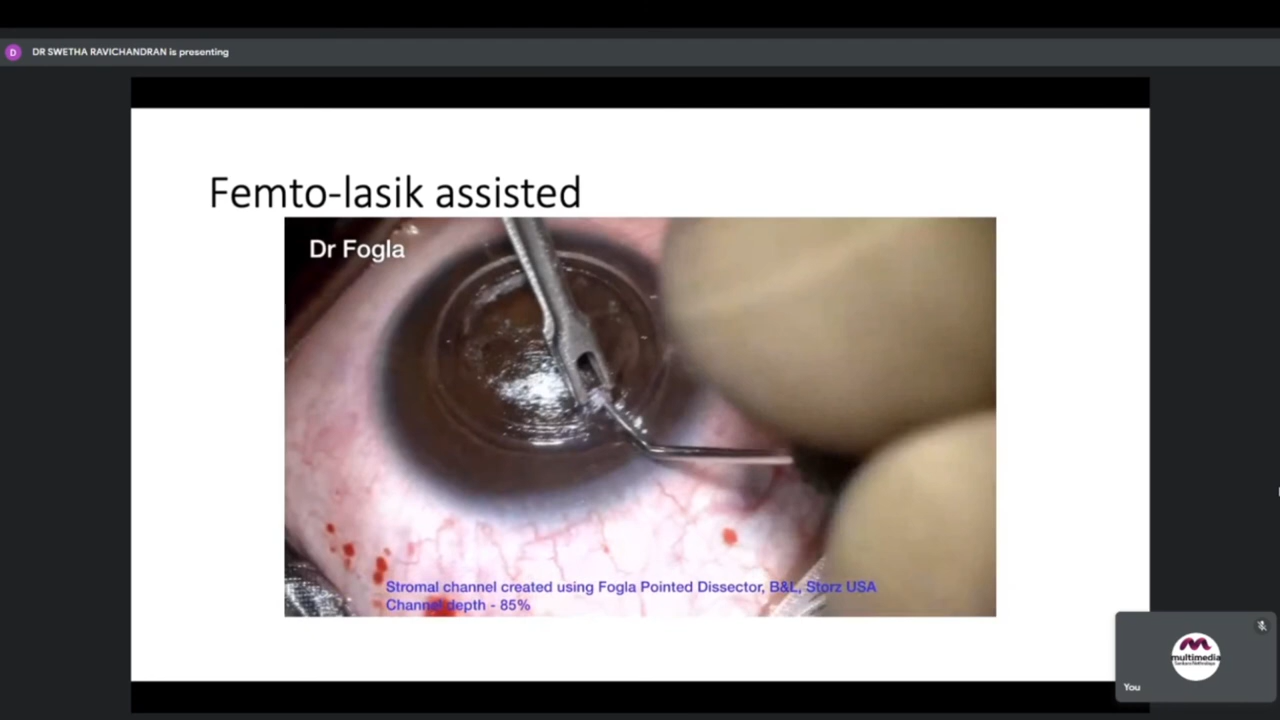 D
DR SWETHA RAVICHANDRAN is presenting
Femto-lasik assisted
Dr Fogla
Stromal channel created using Fogla Pointed Dissector, B&L, Storz USA
Channel depth - 85%
multimedia
You